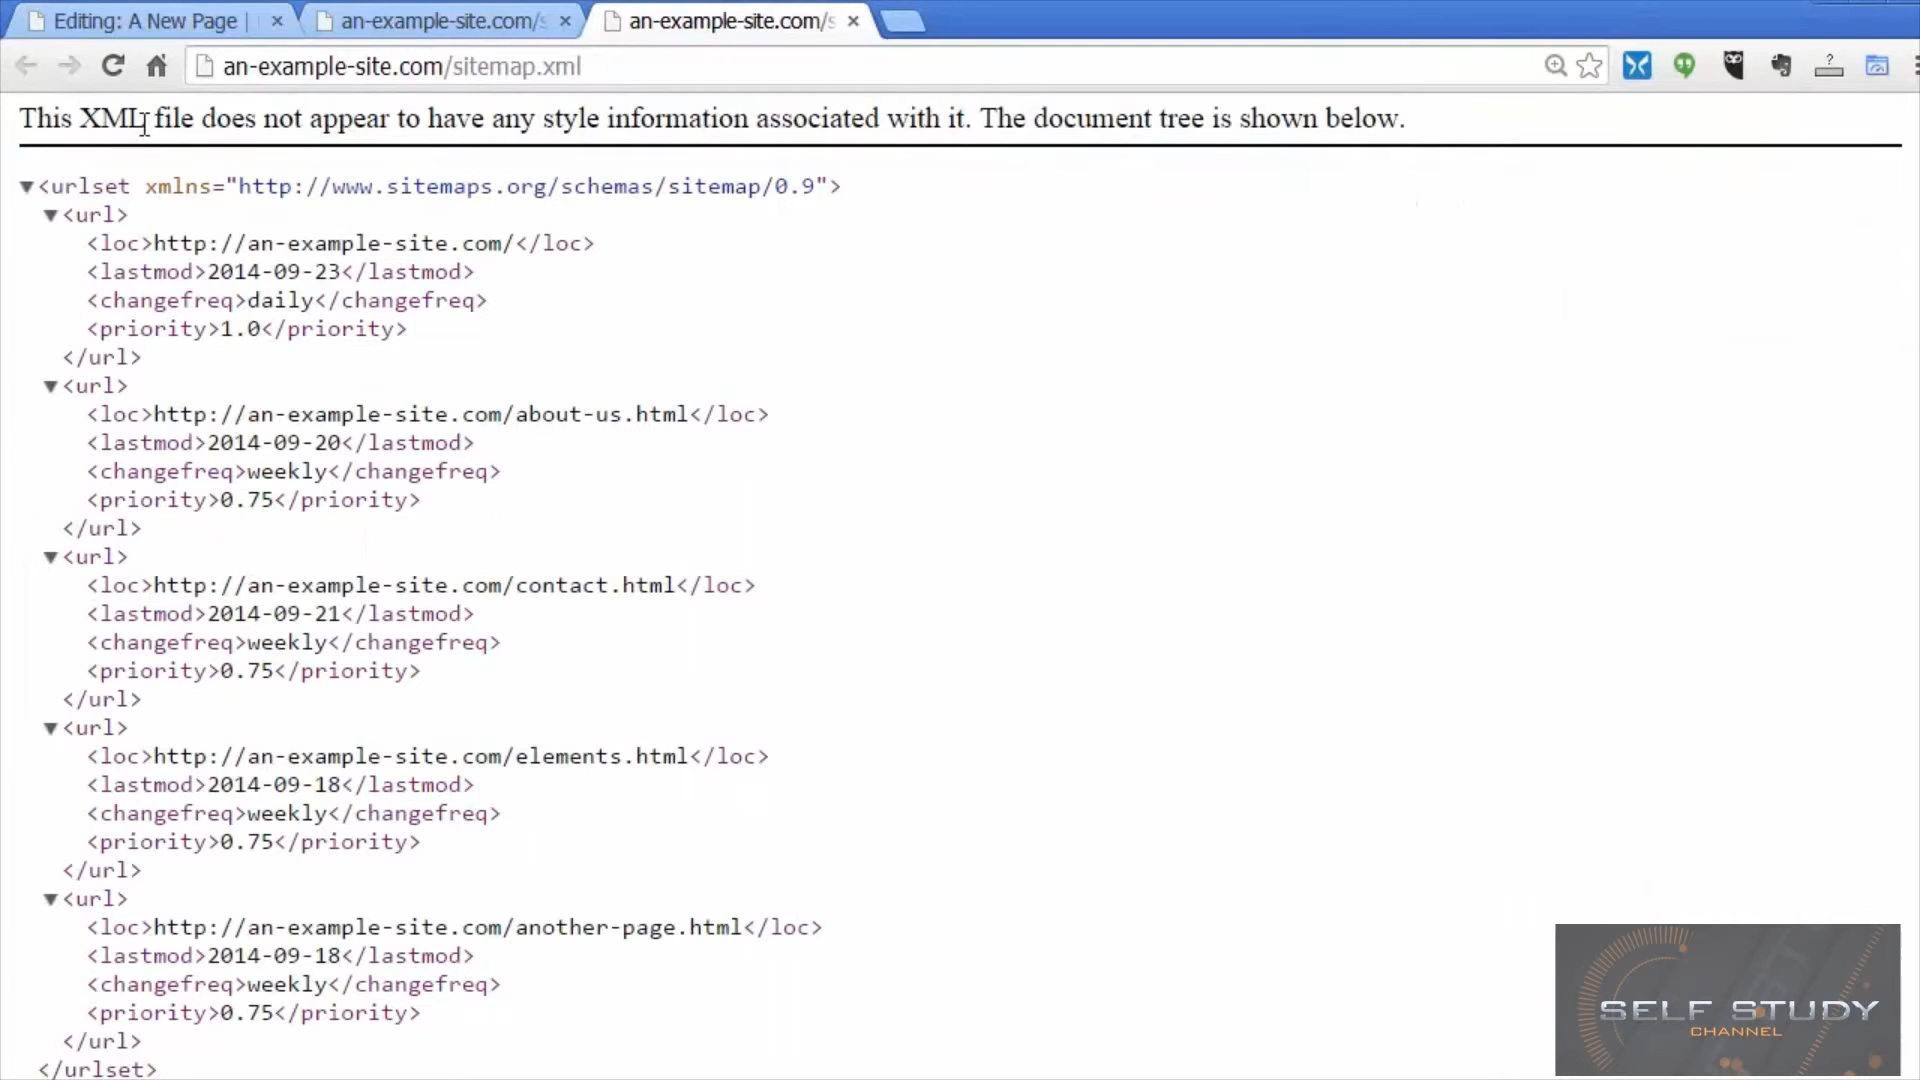 Editing: A New Page |
an-example-site.com/s
an-example-site.com/s
an-example-site.com/sitemap.xml
This XML file does not appear to have any style information associated with it. The document tree is shown below.
▼<urlset xmlns="http://www.sitemaps.org/schemas/sitemap/0.9">
▼<url>
<loc>http://an-example-site.com/</loc>
<lastmod>2014-09-23</lastmod>
<changefreq>daily</changefreq>
<priority>1.0</priority>
</url>
▼<url>
<loc>http://an-example-site.com/about-us.html</loc>
<lastmod>2014-09-20</lastmod>
<changefreq>weekly</changefreq>
<priority>0.75</priority>
</url>
▼<url>
<loc>http://an-example-site.com/contact.html</loc>
<lastmod>2014-09-21</lastmod>
<changefreq>weekly</changefreq>
<priority>0.75</priority>
</url>
▼<url>
<loc>http://an-example-site.com/elements.html</loc>
<lastmod>2014-09-18</lastmod>
<changefreq>weekly</changefreq>
<priority>0.75</priority>
</url>
▼<url>
<loc>http://an-example-site.com/another-page.html</loc>
<lastmod>2014-09-18</lastmod>
<changefreq>weekly</changefreq>
<priority>0.75</priority>
</url>
</urlset>
SELF STUDY
CHANNEL